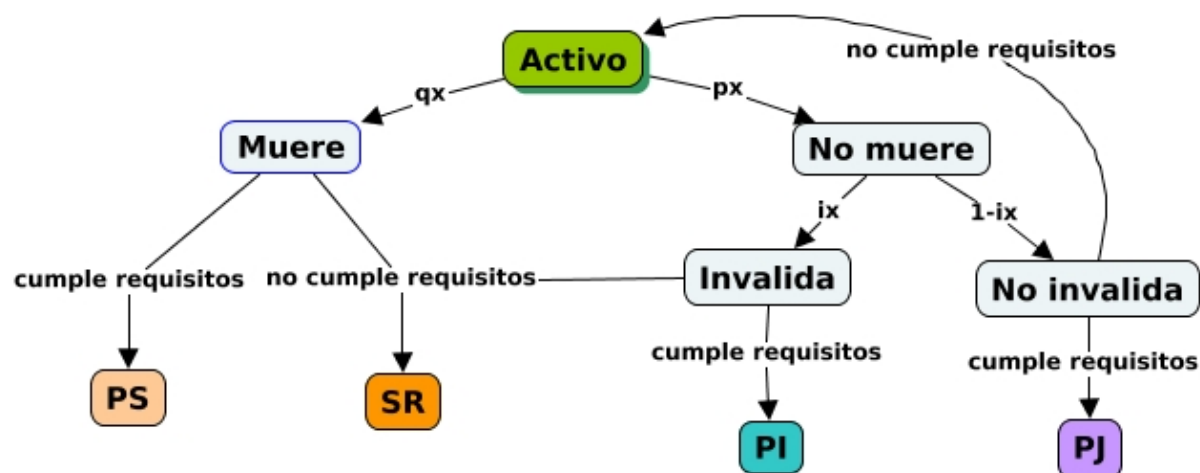 Activo
no cumple requisitos
qx
px
Muere
No muere
ix
1-ix
cumple requisitos
no cumple requisitos
Invalida
No invalida
cumple requisitos
cumple requisitos
PS
SR
PI
PJ